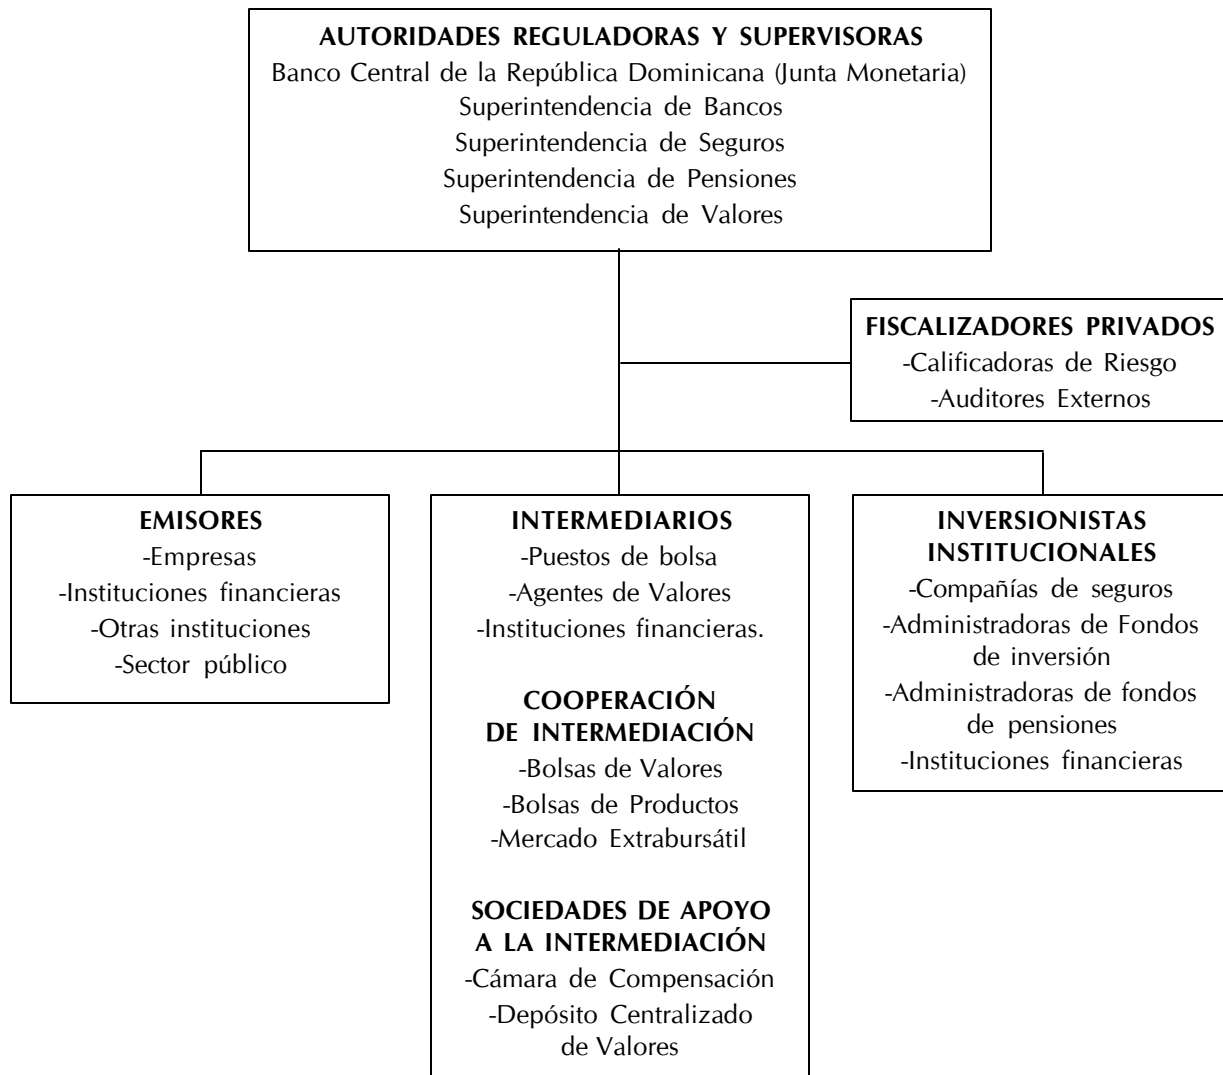 AUTORIDADES REGULADORAS Y SUPERVISORAS
Banco Central de la República Dominicana (Junta Monetaria)
Superintendencia de Bancos
Superintendencia de Seguros
Superintendencia de Pensiones
Superintendencia de Valores
FISCALIZADORES PRIVADOS
-Calificadoras de Riesgo
-Auditores Externos
EMISORES
-Empresas
-Instituciones financieras
-Otras instituciones
-Sector público
INTERMEDIARIOS
-Puestos de bolsa
-Agentes de Valores
-Instituciones financieras.
COOPERACIÓN
DE INTERMEDIACIÓN
-Bolsas de Valores
-Bolsas de Productos
-Mercado Extrabursátil
SOCIEDADES DE APOYO
A LA INTERMEDIACIÓN
-Cámara de Compensación
-Depósito Centralizado
de Valores
INVERSIONISTAS
INSTITUCIONALES
-Compañías de seguros
-Administradoras de Fondos
de inversión
-Administradoras de fondos
de pensiones
-Instituciones financieras